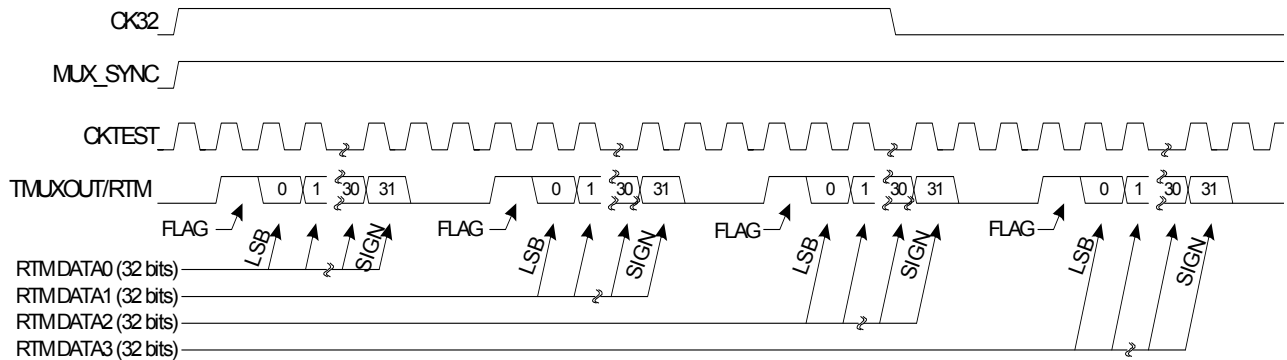 CK32
MUX_SYNC
CKTEST
TMUXOUT/RTM 0 1 30 31 0 1 30 31 0 1 30 31 0 1 30 31
FLAG FLAG FLAG FLAG
LSB SIGN LSB SIGN LSB SIGN LSB SIGN
RTMDATA0 (32 bits)
RTMDATA1 (32 bits)
RTMDATA2 (32 bits)
RTMDATA3 (32 bits)